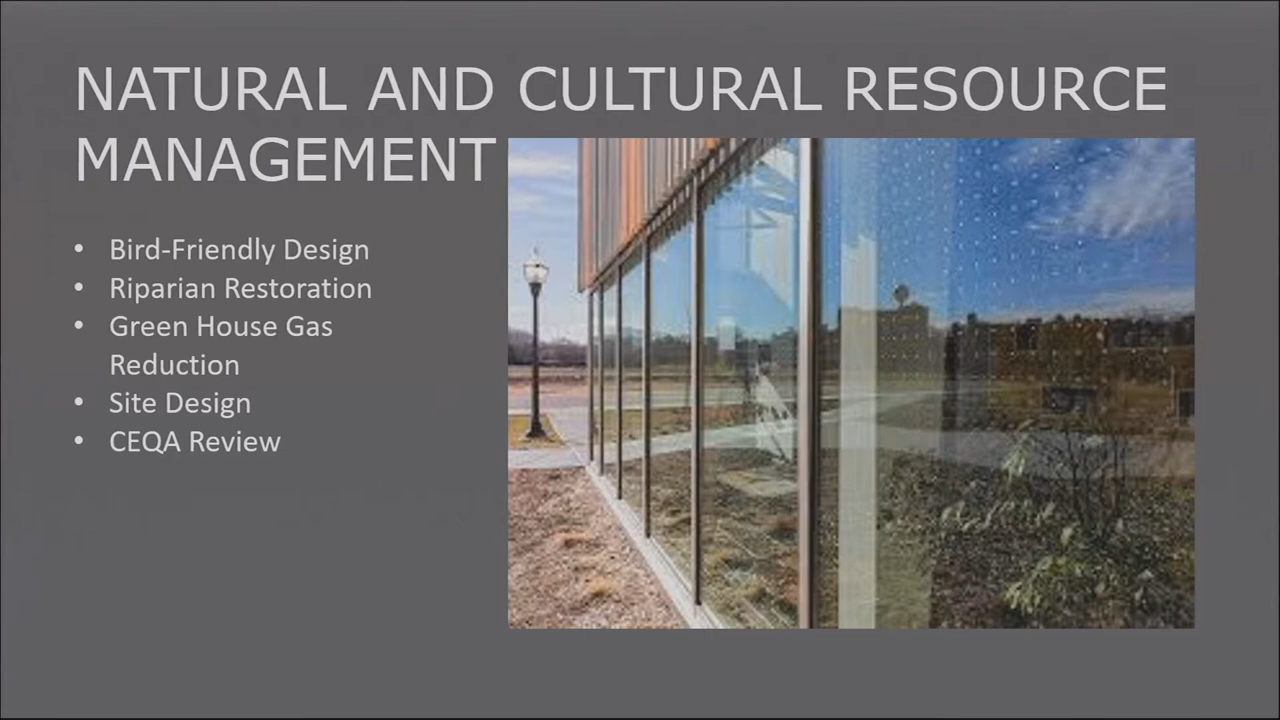 NATURAL AND CULTURAL RESOURCE
MANAGEMENT
• Bird-Friendly Design
• Riparian Restoration
• Green House Gas
Reduction
• Site Design
• CEQA Review